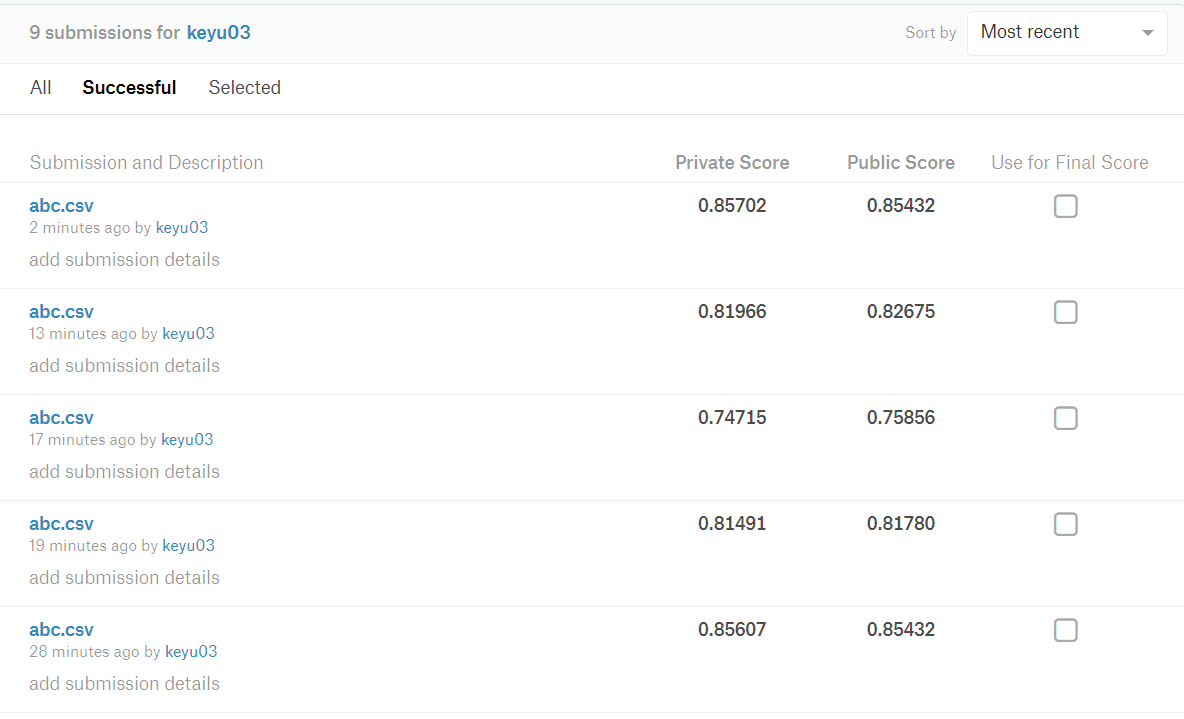 9 submissions for keyu03 Sort by Most recent
All Successful Selected
Submission and Description Private Score Public Score Use for Final Score
abc.csv 0.85702 0.85432
2 minutes ago by keyu03
add submission details
abc.csv 0.81966 0.82675
13 minutes ago by keyu03
add submission details
abc.csv 0.74715 0.75856
17 minutes ago by keyu03
add submission details
abc.csv 0.81491 0.81780
19 minutes ago by keyu03
add submission details
abc.csv 0.85607 0.85432
28 minutes ago by keyu03
add submission details